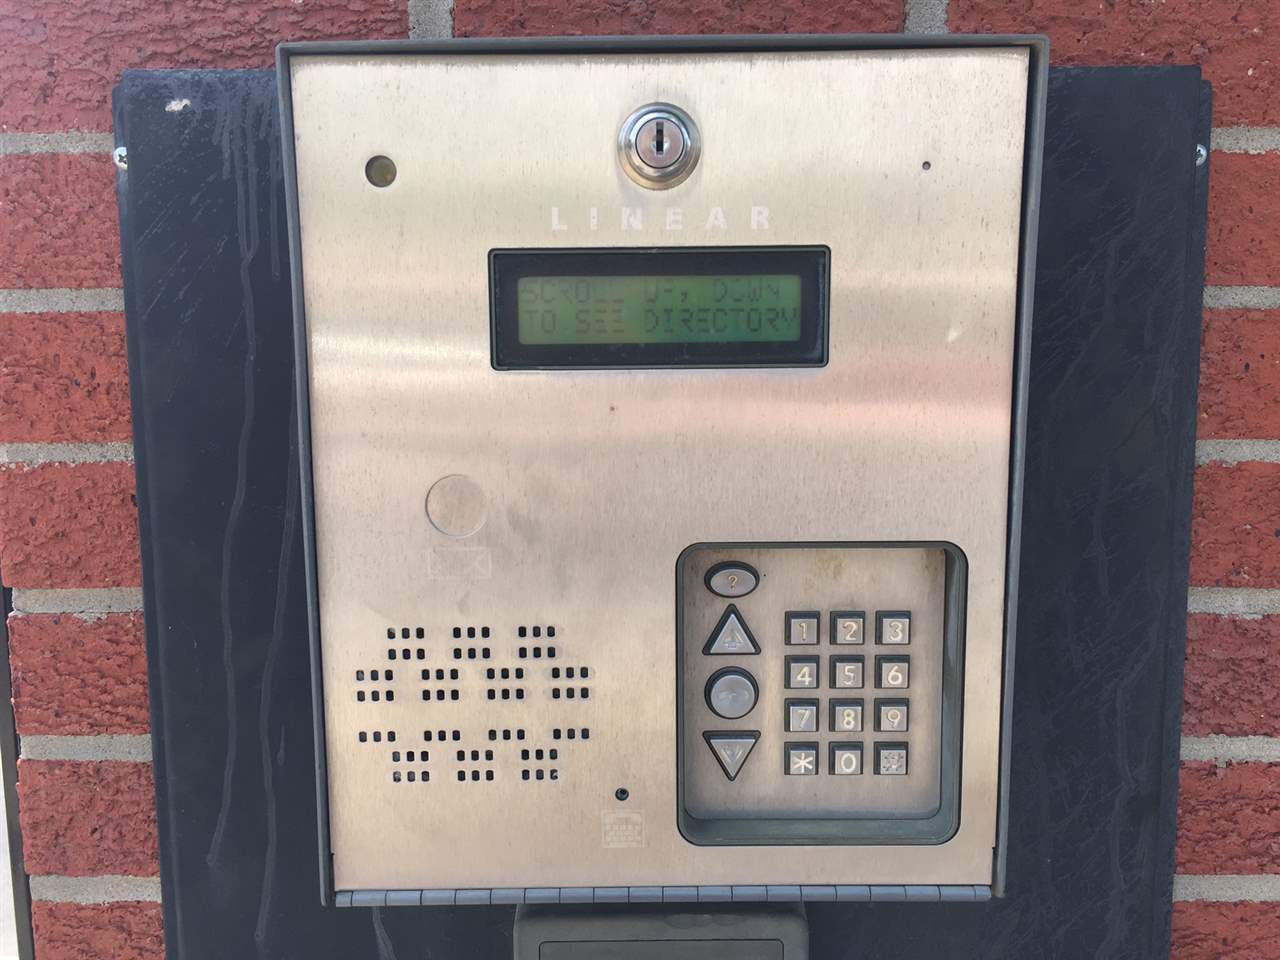 LINEAR
SCROLL UP, DOWN
TO SEE DIRECTORY
?
1 2 3
4 5 6
7 8 9
* 0 #